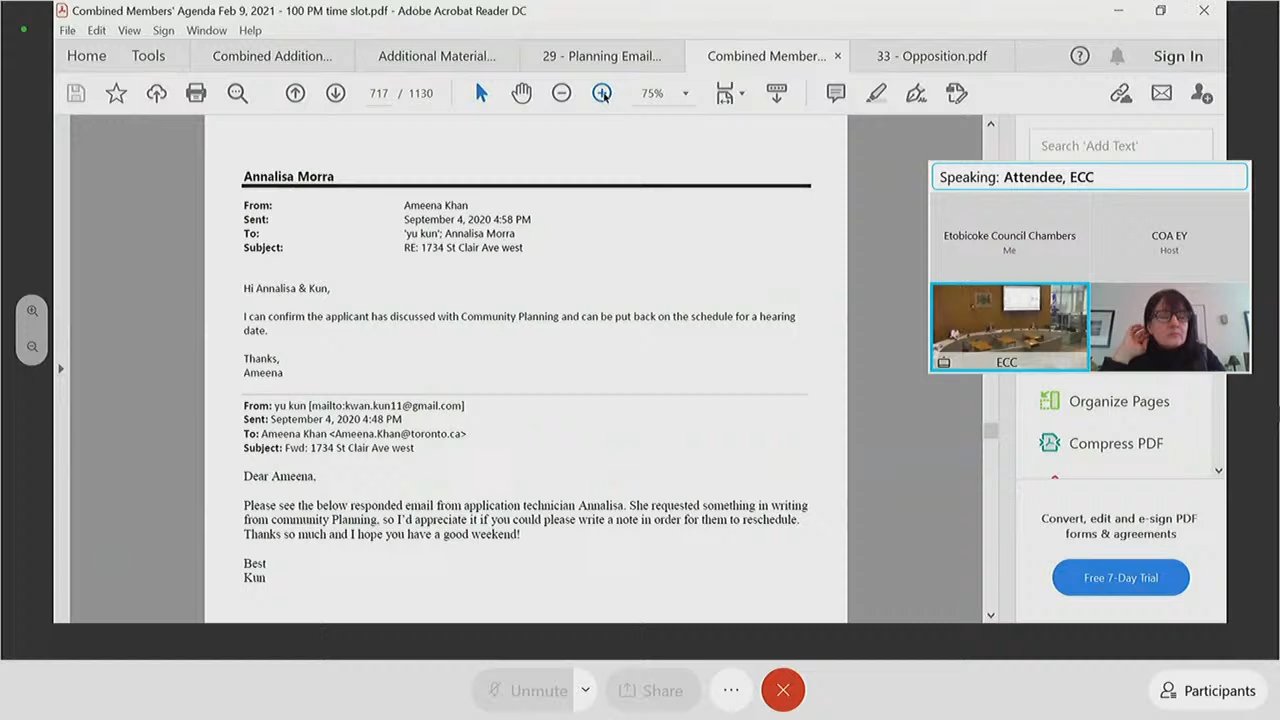 Combined Members' Agenda Feb 9, 2021 - 100 PM time slot.pdf - Adobe Acrobat Reader DC
File Edit View Sign Window Help
Home Tools Combined Addition... Additional Material... 29 - Planning Email... Combined Member... × 33 - Opposition.pdf Sign In
717 / 1130 75%
Search 'Add Text'
Annalisa Morra
From: Ameena Khan
Sent: September 4, 2020 4:58 PM
To: 'yu kun'; Annalisa Morra
Subject: RE: 1734 St Clair Ave west
Hi Annalisa & Kun,
I can confirm the applicant has discussed with Community Planning and can be put back on the schedule for a hearing
date.
Thanks,
Ameena
From: yu kun [mailto:kwan.kun11@gmail.com]
Sent: September 4, 2020 4:48 PM
To: Ameena Khan <Ameena.Khan@toronto.ca>
Subject: Fwd: 1734 St Clair Ave west
Dear Ameena,
Please see the below responded email from application technician Annalisa. She requested something in writing
from community Planning, so I'd appreciate it if you could please write a note in order for them to reschedule.
Thanks so much and I hope you have a good weekend!
Best
Kun
Speaking: Attendee, ECC
Etobicoke Council Chambers
Me
COA EY
Host
ECC
Organize Pages
Compress PDF
Convert, edit and e-sign PDF
forms & agreements
Free 7-Day Trial
Unmute
Share
Participants